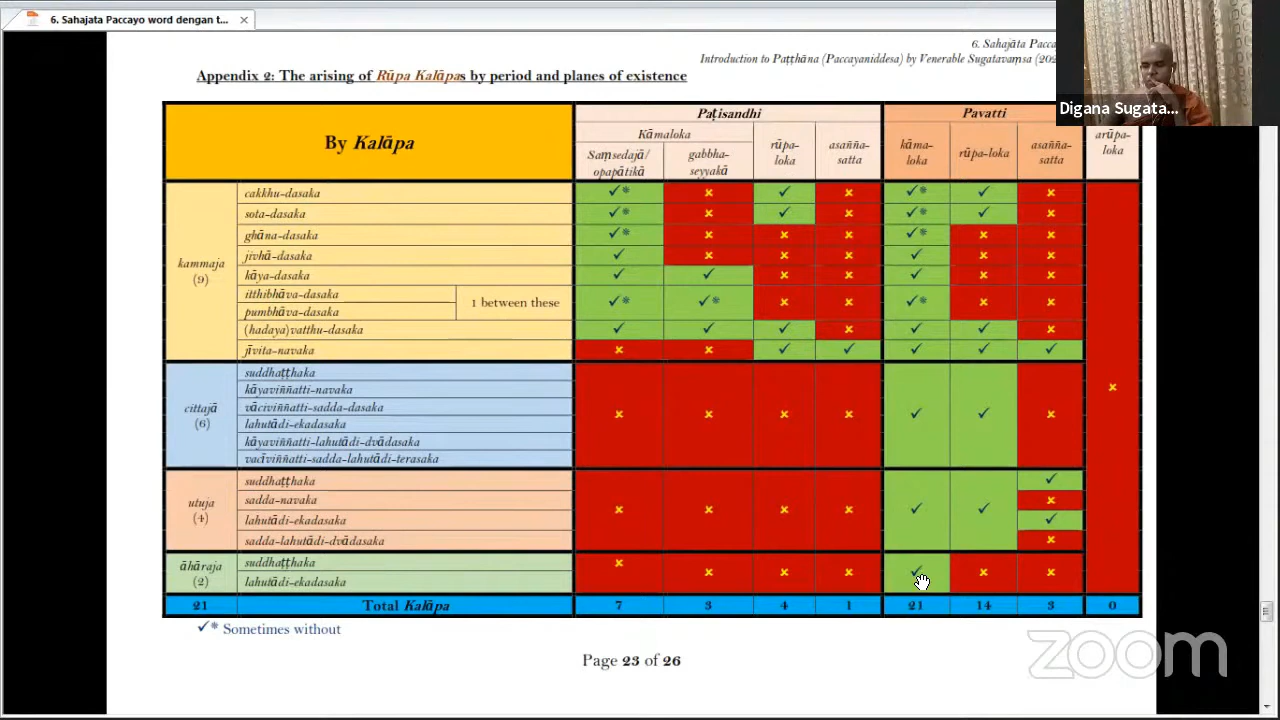 6. Sahajata Paccayo word dengan t...
6. Sahajāta Pacca
Introduction to Paṭṭhāna (Paccayaniddesa) by Venerable Sugatavaṃsa (202
Appendix 2: The arising of Rūpa Kalāpas by period and planes of existence
Digana Sugata...
By Kalāpa
Paṭisandhi
Pavatti
Kāmaloka
rūpa-loka
asañña-satta
kāma-loka
rūpa-loka
asañña-satta
arūpa-loka
Saṃsedajā/opapātikā
gabbha-seyyakā
kammaja (9)
cakkhu-dasaka ✓* × ✓ × ✓* ✓ ×
sota-dasaka ✓* × ✓ × ✓* ✓ ×
ghāna-dasaka ✓* × × × ✓* × ×
jivhā-dasaka ✓ × × × ✓ × ×
kāya-dasaka ✓ ✓ × × ✓ × ×
itthibhāva-dasaka
pumbhāva-dasaka
1 between these ✓* ✓* × × ✓* × ×
(hadaya)vatthu-dasaka ✓ ✓ ✓ × ✓ ✓ ×
jīvita-navaka × × ✓ ✓ ✓ ✓ ✓
×
cittajā (6)
suddhaṭṭhaka
kāyaviññatti-navaka
vāciviññatti-sadda-dasaka
lahutādi-ekadasaka
kāyaviññatti-lahutādi-dvādasaka
vacīviññatti-sadda-lahutādi-terasaka
× × × × ✓ ✓ ×
utuja (4)
suddhaṭṭhaka ✓
sadda-navaka ×
lahutādi-ekadasaka ✓
sadda-lahutādi-dvādasaka ×
× × × × ✓ ✓
āhāraja (2)
suddhaṭṭhaka
lahutādi-ekadasaka
× × × × ✓ × ×
21 Total Kalāpa 7 3 4 1 21 14 3 0
✓* Sometimes without
Page 23 of 26
zoom